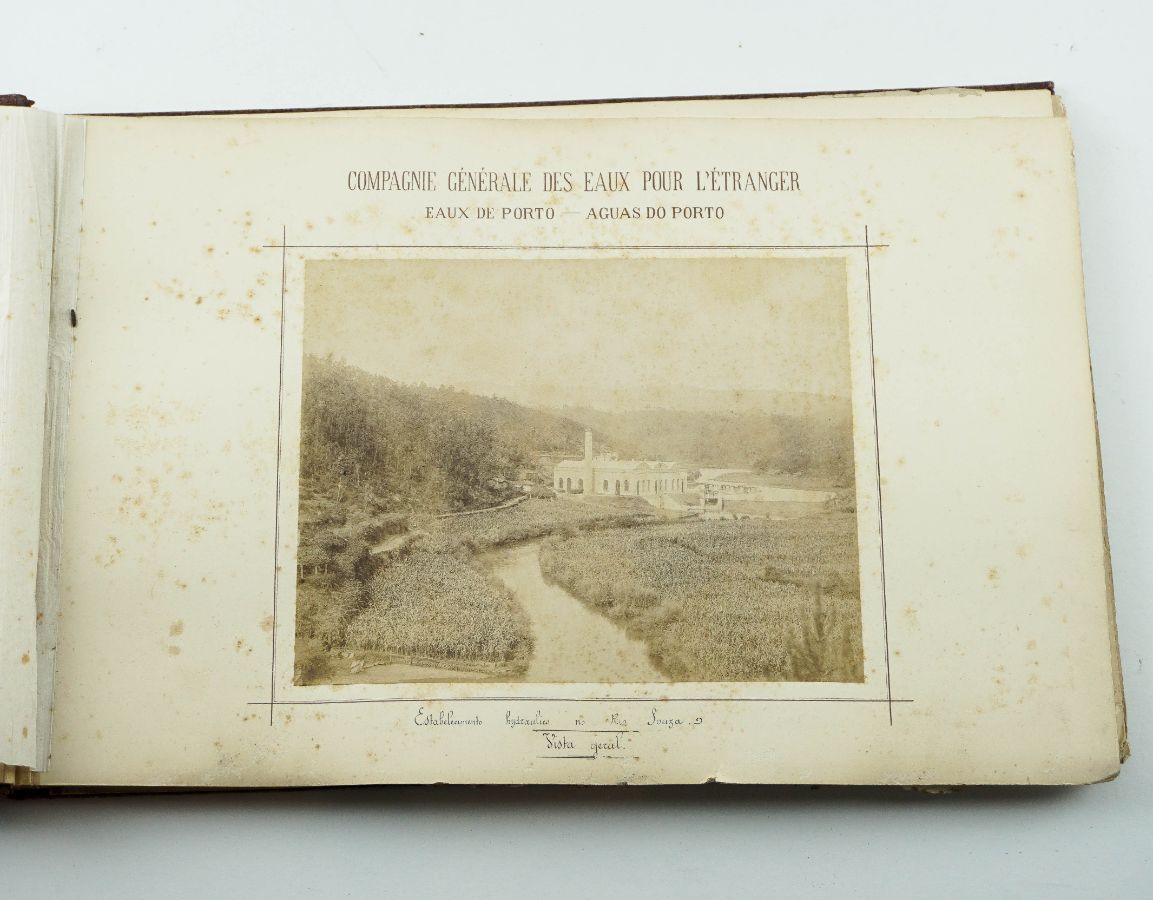 COMPAGNIE GÉNÉRALE DES EAUX POUR L'ÉTRANGER
EAUX DE PORTO — AGUAS DO PORTO
Estabelecimento hydraulico no Rio Souza.
Vista geral.